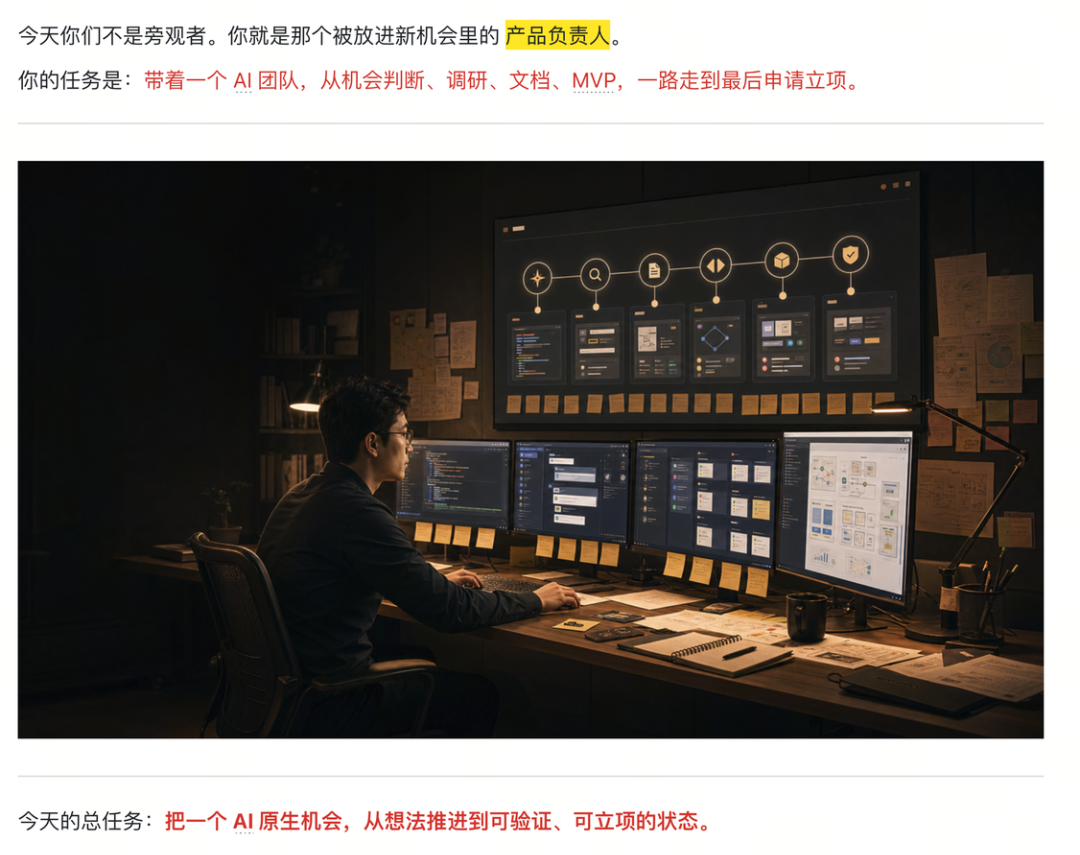 今天你们不是旁观者。你就是那个被放进新机会里的 产品负责人。
你的任务是：带着一个 AI 团队，从机会判断、调研、文档、MVP，一路走到最后申请立项。
今天的总任务：把一个 AI 原生机会，从想法推进到可验证、可立项的状态。